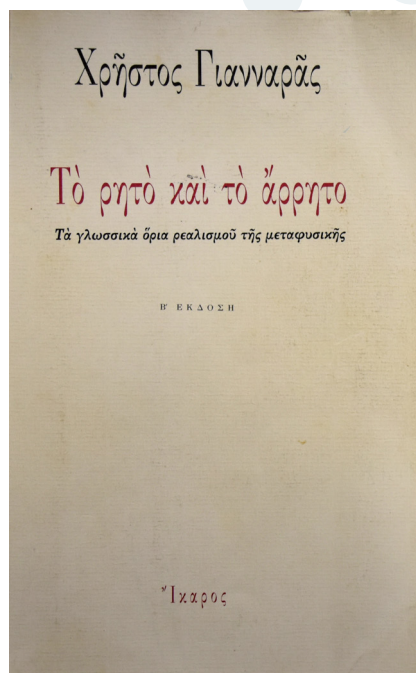 Χρῆστος Γιανναρᾶς
Τὸ ρητὸ καὶ τὸ ἄρρητο
Τὰ γλωσσικὰ ὅρια ρεαλισμοῦ τῆς μεταφυσικῆς
Β′ ΕΚΔΟΣΗ
Ἴκαρος